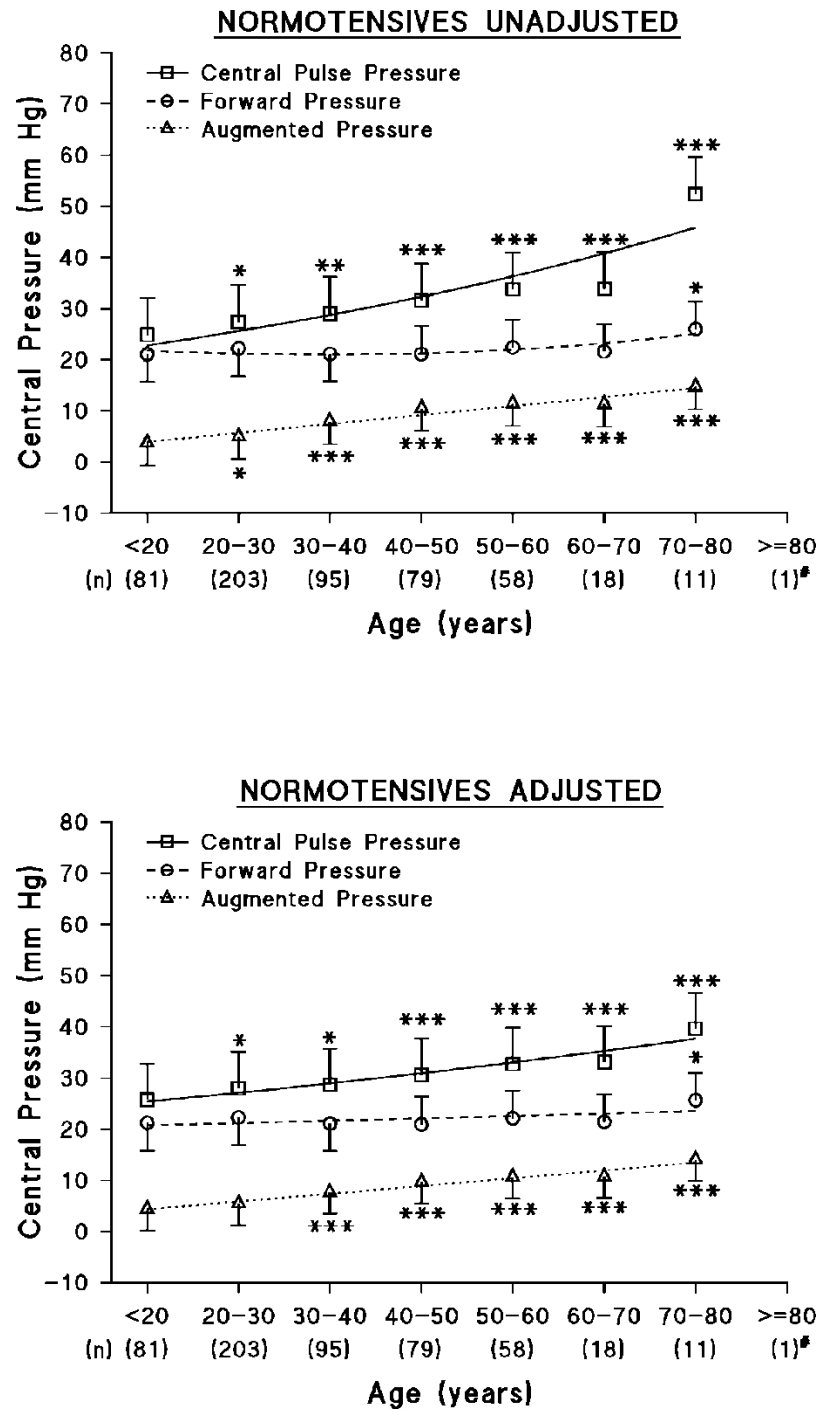 NORMOTENSIVES UNADJUSTED
80
70
60
50
40
30
20
10
0
−10
Central Pressure (mm Hg)
Central Pulse Pressure
Forward Pressure
Augmented Pressure
***
* ** *** *** ***
*
* *** *** *** *** ***
<20 20−30 30−40 40−50 50−60 60−70 70−80 >=80
(n) (81) (203) (95) (79) (58) (18) (11) (1)#
Age (years)
NORMOTENSIVES ADJUSTED
80
70
60
50
40
30
20
10
0
−10
Central Pressure (mm Hg)
Central Pulse Pressure
Forward Pressure
Augmented Pressure
* * *** *** *** ***
*
*** *** *** *** ***
<20 20−30 30−40 40−50 50−60 60−70 70−80 >=80
(n) (81) (203) (95) (79) (58) (18) (11) (1)#
Age (years)